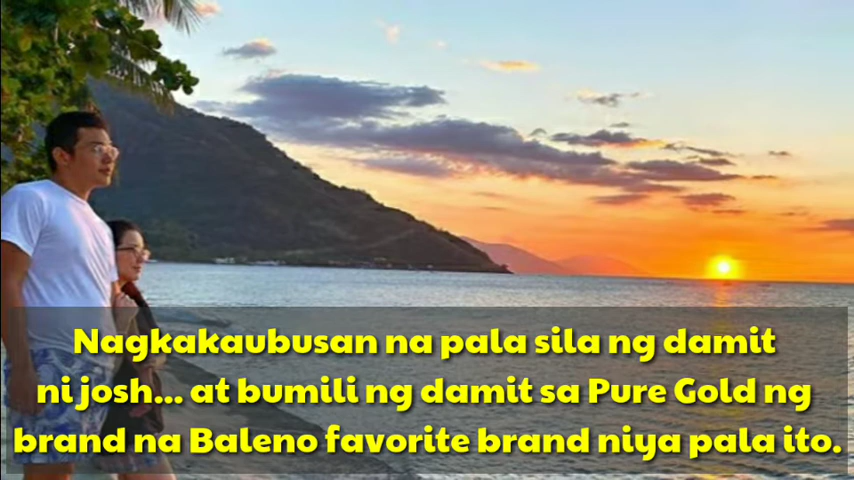 Nagkakaubusan na pala sila ng damit
ni josh... at bumili ng damit sa Pure Gold ng
brand na Baleno favorite brand niya pala ito.